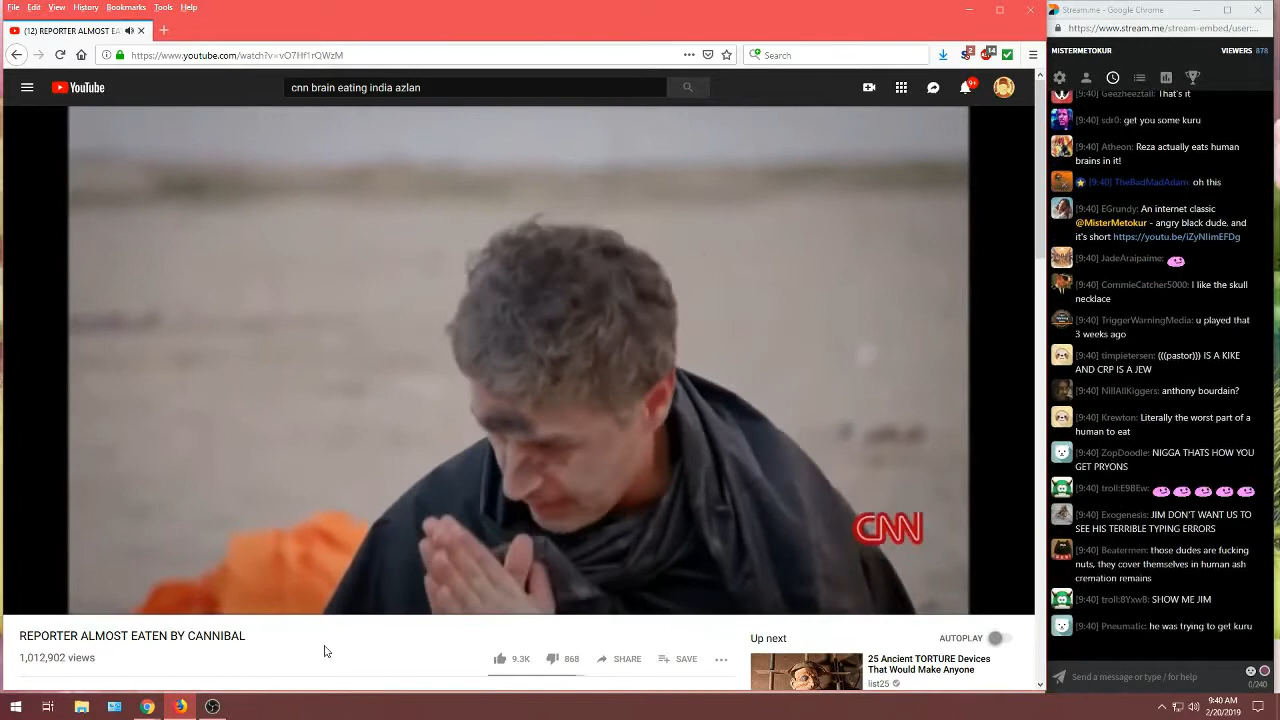 File Edit View History Bookmarks Tools Help
(12) REPORTER ALMOST EA
https://www.youtube.com/watch?v=vO7Hf1rQWzM
Search
2
14
YouTube
cnn brain eating india azlan
9+
CNN
REPORTER ALMOST EATEN BY CANNIBAL
1,012,902 views
9.3K
868
SHARE
SAVE
Up next
AUTOPLAY
25 Ancient TORTURE Devices
That Would Make Anyone
list25
Stream.me - Google Chrome
https://www.stream.me/stream-embed/user:...
MISTERMETOKUR
VIEWERS 878
[9:40] Geezheeztall: That's it
[9:40] sdr0: get you some kuru
[9:40] Atheon: Reza actually eats human
brains in it!
[9:40] TheBadMadAdam: oh this
[9:40] EGrundy: An internet classic
@MisterMetokur - angry black dude, and
it's short https://youtu.be/iZyNIimEFDg
[9:40] JadeAraipaime:
[9:40] CommieCatcher5000: I like the skull
necklace
[9:40] TriggerWarningMedia: u played that
3 weeks ago
[9:40] timpietersen: (((pastor))) IS A KIKE
AND CRP IS A JEW
[9:40] NillAllKiggers: anthony bourdain?
[9:40] Krewton: Literally the worst part of a
human to eat
[9:40] ZopDoodle: NIGGA THATS HOW YOU
GET PRYONS
[9:40] troll:E9BEw:
[9:40] Exogenesis: JIM DON'T WANT US TO
SEE HIS TERRIBLE TYPING ERRORS
[9:40] Beatermen: those dudes are fucking
nuts, they cover themselves in human ash
cremation remains
[9:40] troll:8Yxw8: SHOW ME JIM
[9:40] Pneumatic: he was trying to get kuru
Send a message or type / for help
0/240
9:40 AM
2/20/2019